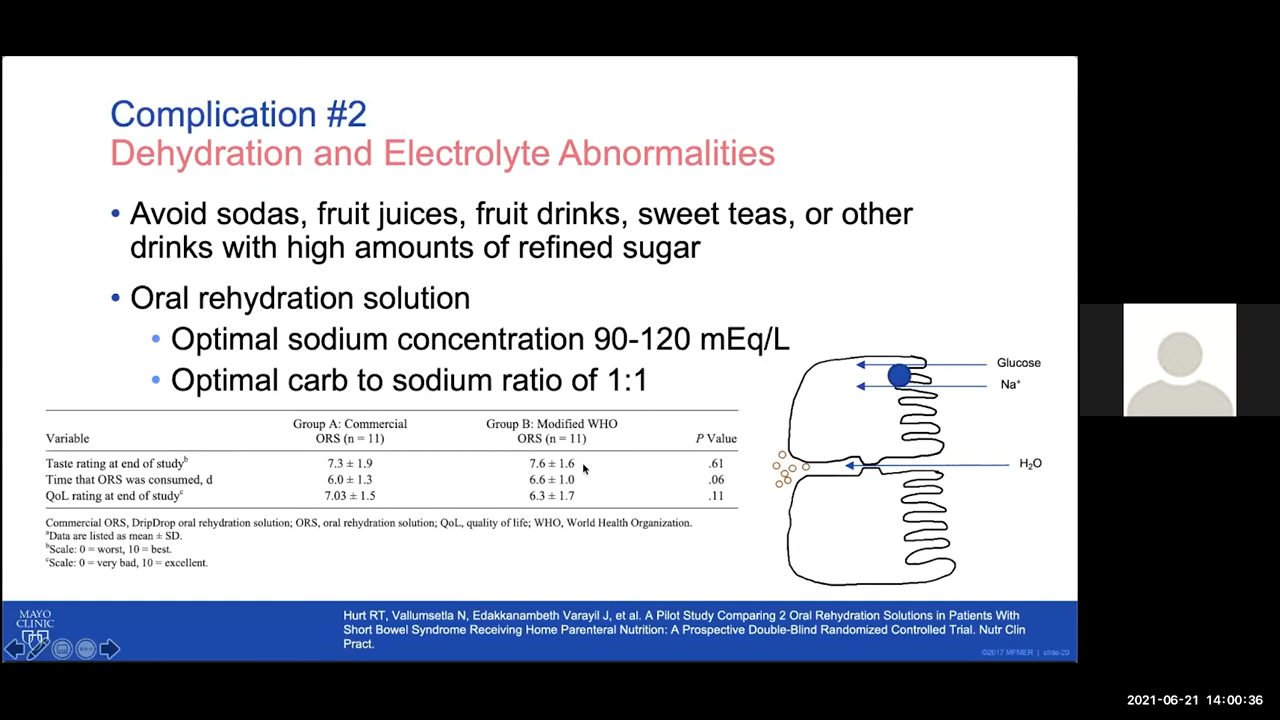 Complication #2
Dehydration and Electrolyte Abnormalities
• Avoid sodas, fruit juices, fruit drinks, sweet teas, or other
drinks with high amounts of refined sugar
• Oral rehydration solution
• Optimal sodium concentration 90-120 mEq/L
• Optimal carb to sodium ratio of 1:1
Variable Group A: Commercial ORS (n = 11) Group B: Modified WHO ORS (n = 11) P Value
Taste rating at end of studyᵇ 7.3 ± 1.9 7.6 ± 1.6 .61
Time that ORS was consumed, d 6.0 ± 1.3 6.6 ± 1.0 .06
QoL rating at end of studyᶜ 7.03 ± 1.5 6.3 ± 1.7 .11
Commercial ORS, DripDrop oral rehydration solution; ORS, oral rehydration solution; QoL, quality of life; WHO, World Health Organization.
ᵃData are listed as mean ± SD.
ᵇScale: 0 = worst, 10 = best.
ᶜScale: 0 = very bad, 10 = excellent.
Glucose
Na⁺
H₂O
MAYO
CLINIC
Hurt RT, Vallumsetla N, Edakkanambeth Varayil J, et al. A Pilot Study Comparing 2 Oral Rehydration Solutions in Patients With
Short Bowel Syndrome Receiving Home Parenteral Nutrition: A Prospective Double-Blind Randomized Controlled Trial. Nutr Clin
Pract.
©2017 MFMER | slide-20
2021-06-21 14:00:36